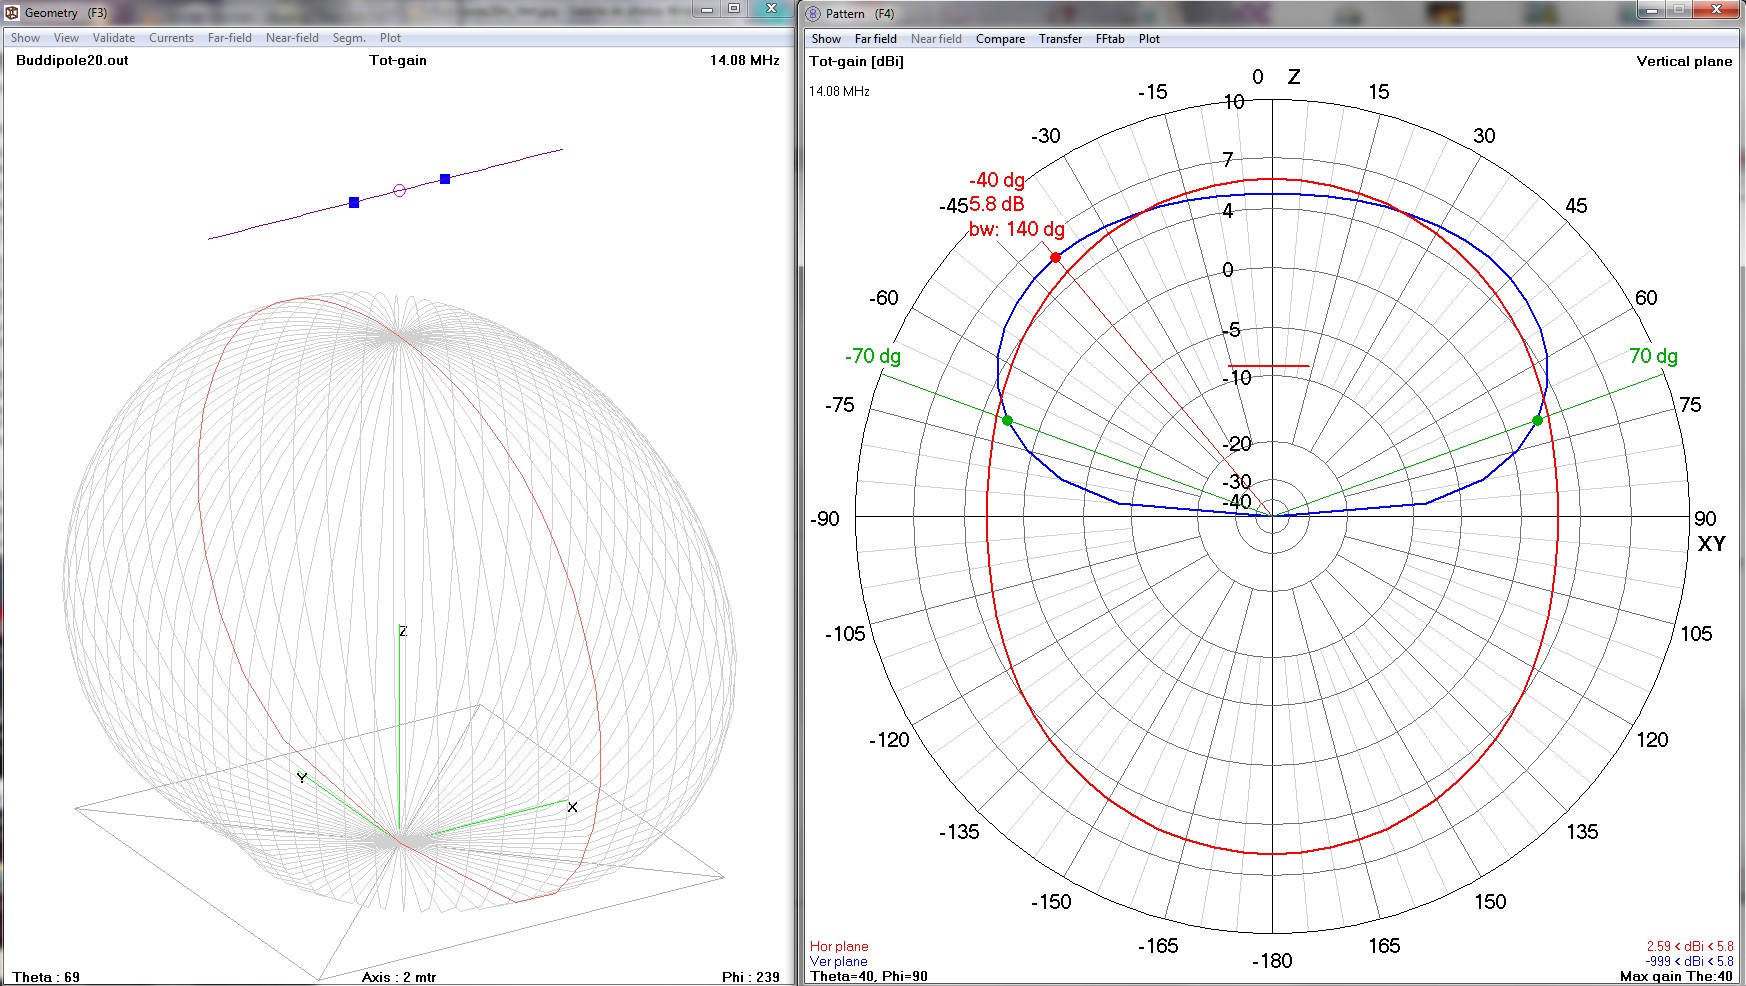 Geometry (F3)
Show View Validate Currents Far-field Near-field Segm. Plot
Buddipole20.out Tot-gain 14.08 MHz
Z
Y
X
Theta : 69 Axis : 2 mtr Phi : 239
Pattern (F4)
Show Far field Near field Compare Transfer FFtab Plot
Tot-gain [dBi] Vertical plane
14.08 MHz
0 Z
-15 15
10
-30 30
7
-40 dg
-45 5.8 dB 4 45
bw: 140 dg
0
-60 60
-5
-70 dg 70 dg
-10
-75 75
-20
-30
-40
-90 90
XY
-105 105
-120 120
-135 135
-150 150
-165 165
-180
Hor plane 2.59 < dBi < 5.8
Ver plane -999 < dBi < 5.8
Theta=40, Phi=90 Max gain The:40